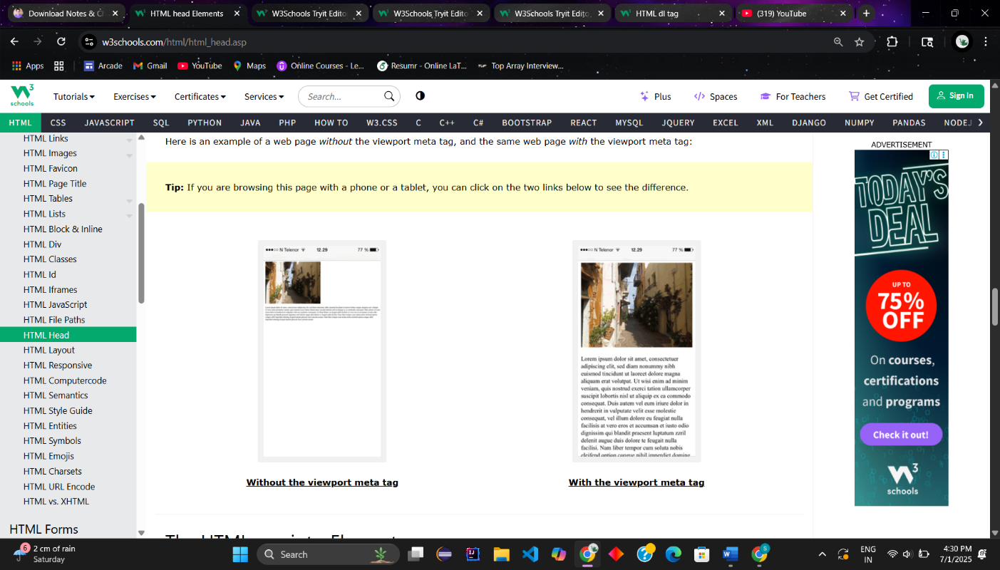 Download Notes & C
HTML head Elements
W3Schools Tryit Edito
W3Schools Tryit Edito
W3Schools Tryit Edito
HTML dl tag
(319) YouTube
w3schools.com/html/html_head.asp
Apps
Arcade
Gmail
YouTube
Maps
Online Courses - Le...
Resumr - Online LaT...
TUF Top Array Interview...
W3 schools
Tutorials
Exercises
Certificates
Services
Search...
Plus
Spaces
For Teachers
Get Certified
Sign In
HTML CSS JAVASCRIPT SQL PYTHON JAVA PHP HOW TO W3.CSS C C++ C# BOOTSTRAP REACT MYSQL JQUERY EXCEL XML DJANGO NUMPY PANDAS NODEJ
HTML Links
HTML Images
HTML Favicon
HTML Page Title
HTML Tables
HTML Lists
HTML Block & Inline
HTML Div
HTML Classes
HTML Id
HTML Iframes
HTML JavaScript
HTML File Paths
HTML Head
HTML Layout
HTML Responsive
HTML Computercode
HTML Semantics
HTML Style Guide
HTML Entities
HTML Symbols
HTML Emojis
HTML Charsets
HTML URL Encode
HTML vs. XHTML
HTML Forms
Here is an example of a web page without the viewport meta tag, and the same web page with the viewport meta tag:
Tip: If you are browsing this page with a phone or a tablet, you can click on the two links below to see the difference.
N Telenor 12.29 77 %
Without the viewport meta tag
N Telenor 12.29 77 %
Lorem ipsum dolor sit amet, consectetuer
adipiscing elit, sed diam nonummy nibh
euismod tincidunt ut laoreet dolore magna
aliquam erat volutpat. Ut wisi enim ad minim
veniam, quis nostrud exerci tation ullamcorper
suscipit lobortis nisl ut aliquip ex ea commodo
consequat. Duis autem vel eum iriure dolor in
hendrerit in vulputate velit esse molestie
consequat, vel illum dolore eu feugiat nulla
facilisis at vero eros et accumsan et iusto odio
dignissim qui blandit praesent luptatum zzril
delenit augue duis dolore te feugait nulla
facilisi. Nam liber tempor cum soluta nobis
eleifend option congue nihil imperdiet doming
With the viewport meta tag
ADVERTISEMENT
TODAY'S
DEAL
UP TO
75%
OFF
On courses,
certifications
and programs
Check it out!
W3
schools
6
2 cm of rain
Saturday
Search
ENG
IN
4:30 PM
7/1/2025